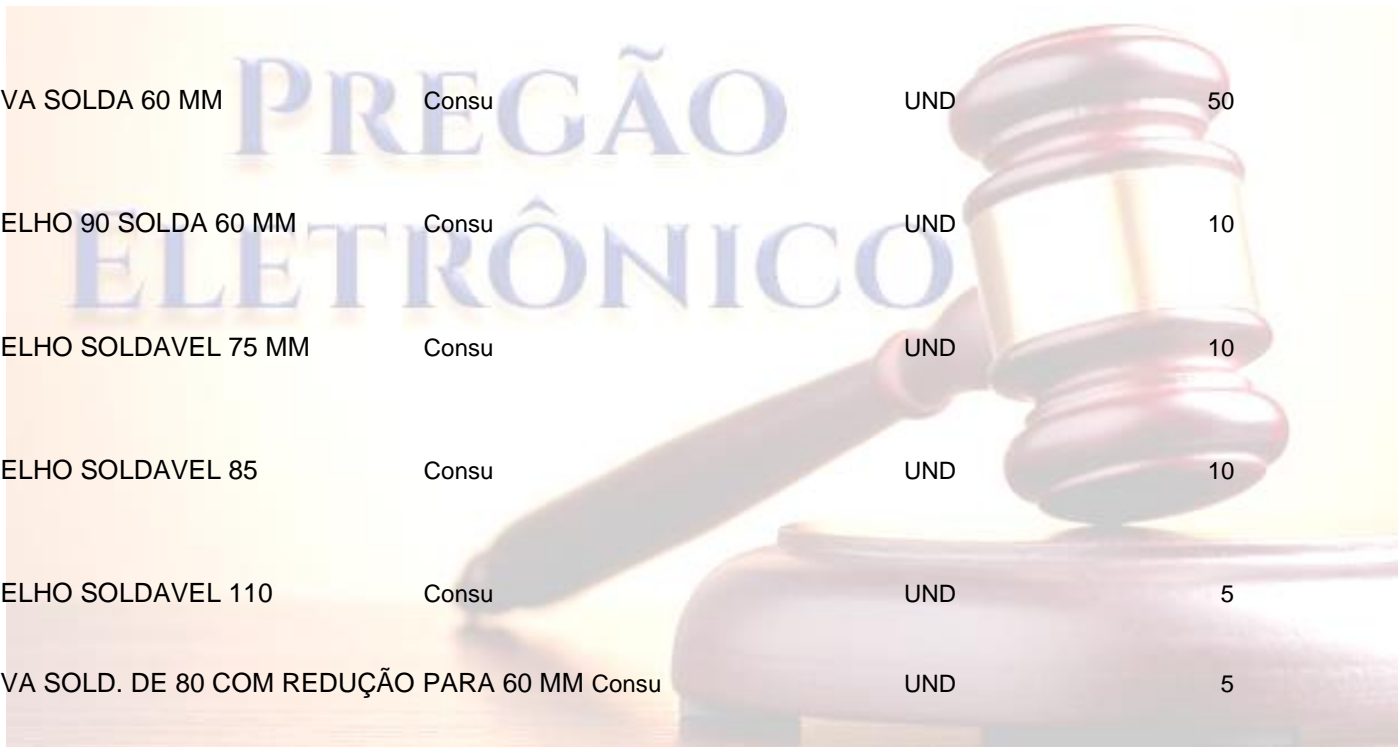 PREGÃO
ELETRÔNICO
VA SOLDA 60 MM Consu UND 50
ELHO 90 SOLDA 60 MM Consu UND 10
ELHO SOLDAVEL 75 MM Consu UND 10
ELHO SOLDAVEL 85 Consu UND 10
ELHO SOLDAVEL 110 Consu UND 5
VA SOLD. DE 80 COM REDUÇÃO PARA 60 MM Consu UND 5